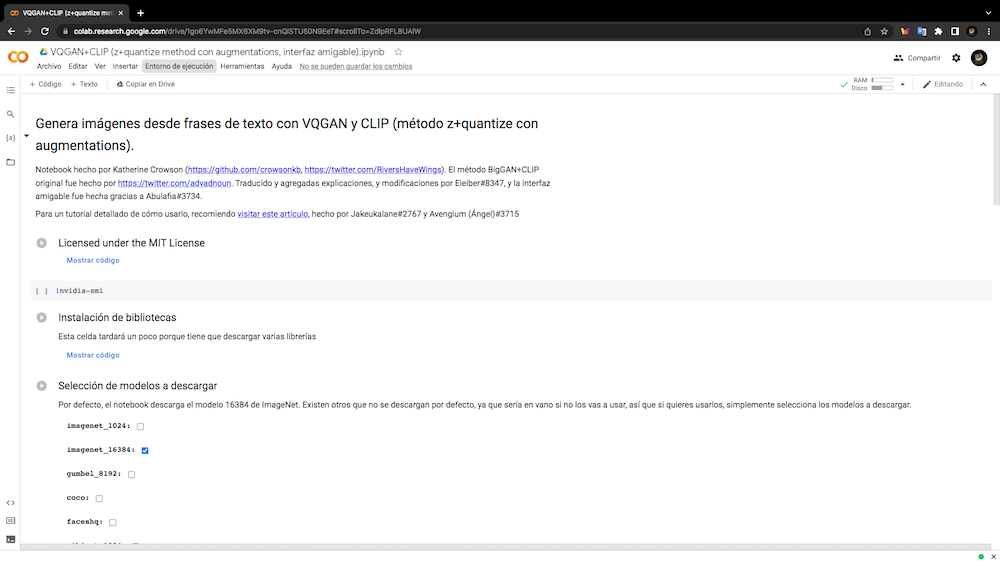 VQGAN+CLIP (z+quantize me
colab.research.google.com/drive/1go6YwMFe5MX6XM9tv-cnQiSTU50N9EeT#scrollTo=ZdlpRFL8UAlW
VQGAN+CLIP (z+quantize method con augmentations, interfaz amigable).ipynb
Archivo Editar Ver Insertar Entorno de ejecución Herramientas Ayuda No se pueden guardar los cambios
Compartir
+ Código + Texto Copiar en Drive
RAM
Disco
Editando
Genera imágenes desde frases de texto con VQGAN y CLIP (método z+quantize con
augmentations).
Notebook hecho por Katherine Crowson (https://github.com/crowsonkb, https://twitter.com/RiversHaveWings). El método BigGAN+CLIP
original fue hecho por https://twitter.com/advadnoun. Traducido y agregadas explicaciones, y modificaciones por Eleiber#8347, y la interfaz
amigable fue hecha gracias a Abulafia#3734.
Para un tutorial detallado de cómo usarlo, recomiendo visitar este artículo, hecho por Jakeukalane#2767 y Avengium (Ángel)#3715
Licensed under the MIT License
Mostrar código
[ ] !nvidia-smi
Instalación de bibliotecas
Esta celda tardará un poco porque tiene que descargar varias librerías
Mostrar código
Selección de modelos a descargar
Por defecto, el notebook descarga el modelo 16384 de ImageNet. Existen otros que no se descargan por defecto, ya que sería en vano si no los vas a usar, así que si quieres usarlos, simplemente selecciona los modelos a descargar.
imagenet_1024:
imagenet_16384:
gumbel_8192:
coco:
faceshq: